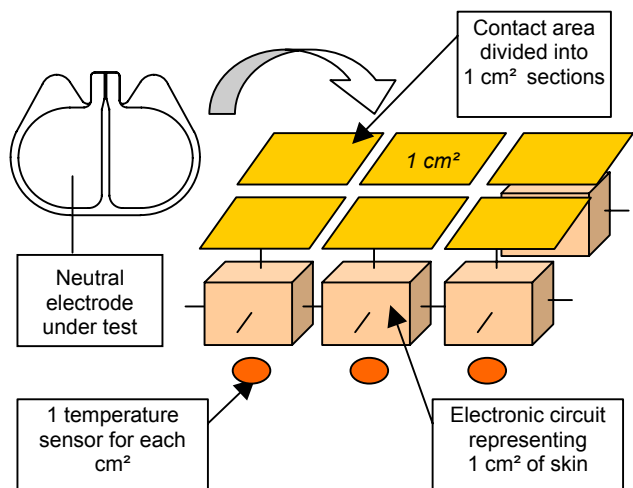 Contact area
divided into
1 cm² sections
1 cm²
Neutral
electrode
under test
1 temperature
sensor for each
cm²
Electronic circuit
representing
1 cm² of skin